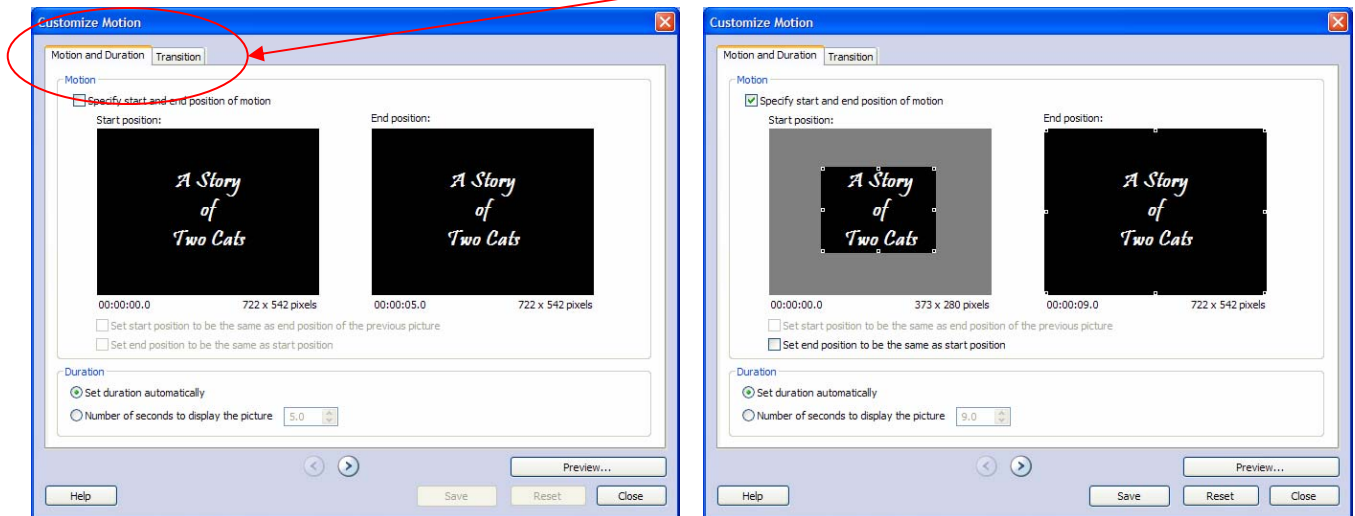 Customize Motion
Motion and Duration Transition
Motion
Specify start and end position of motion
Start position: End position:
A Story
of
Two Cats
A Story
of
Two Cats
00:00:00.0 722 x 542 pixels 00:00:05.0 722 x 542 pixels
Set start position to be the same as end position of the previous picture
Set end position to be the same as start position
Duration
Set duration automatically
Number of seconds to display the picture 5.0
Preview...
Help Save Reset Close
Customize Motion
Motion and Duration Transition
Motion
Specify start and end position of motion
Start position: End position:
A Story
of
Two Cats
A Story
of
Two Cats
00:00:00.0 373 x 280 pixels 00:00:09.0 722 x 542 pixels
Set start position to be the same as end position of the previous picture
Set end position to be the same as start position
Duration
Set duration automatically
Number of seconds to display the picture 9.0
Preview...
Help Save Reset Close